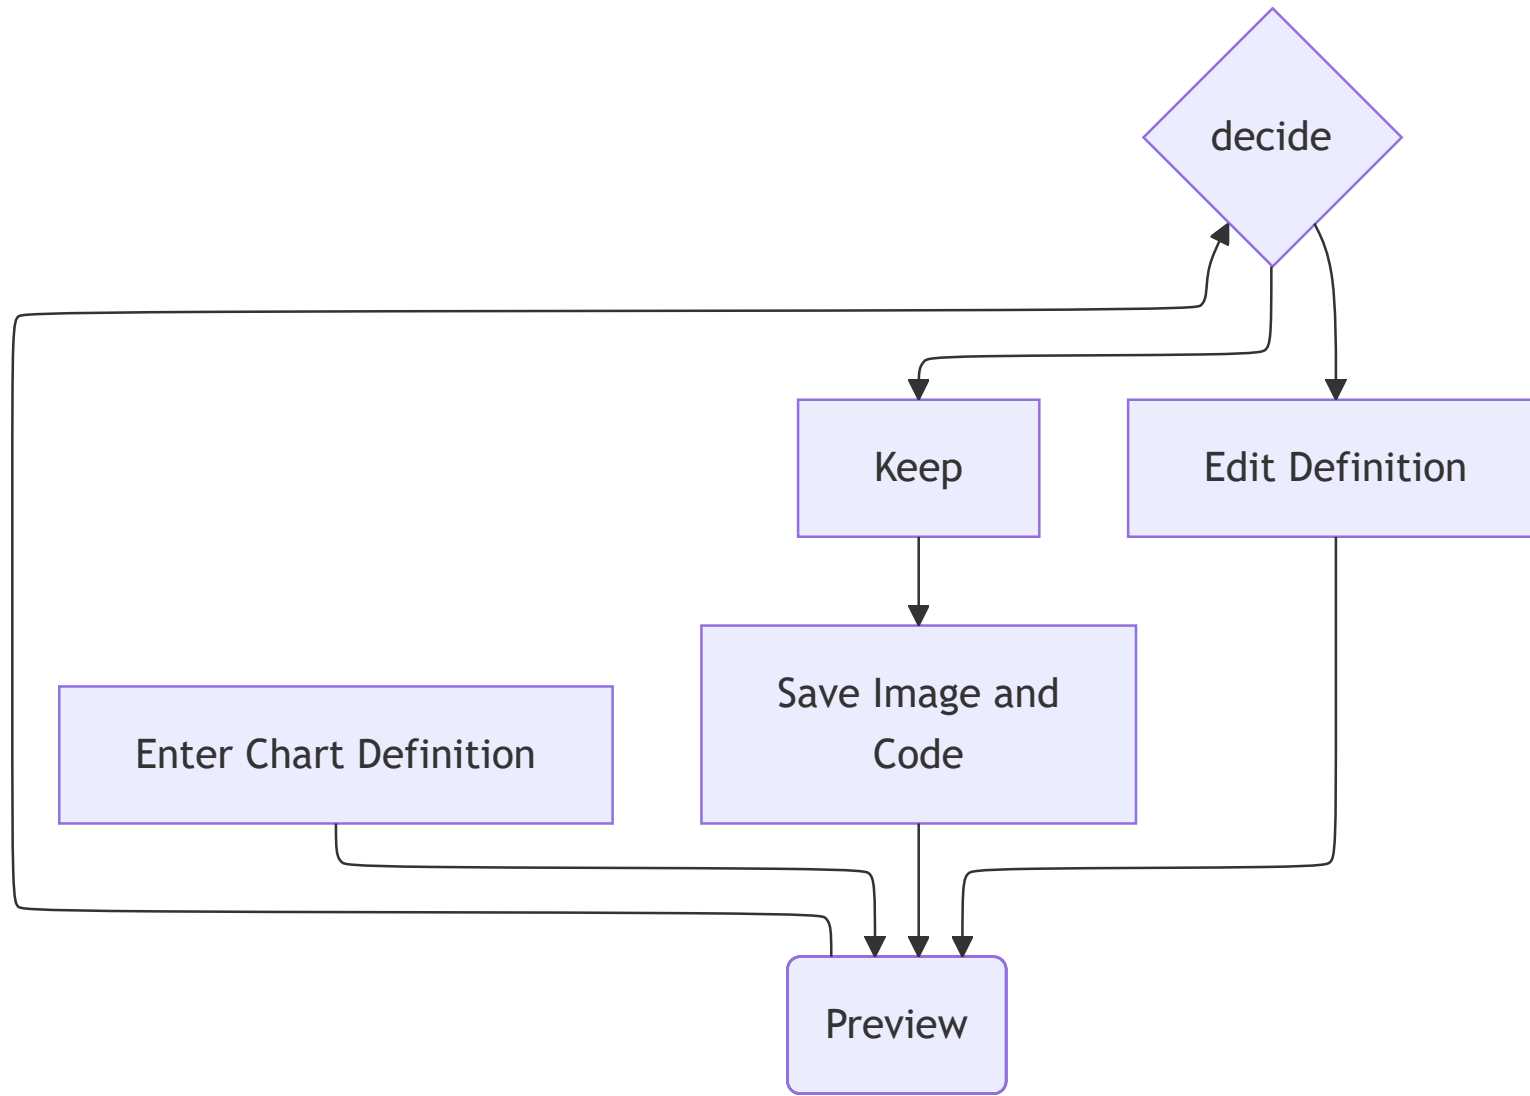 decide
Keep
Edit Definition
Save Image and
Code
Enter Chart Definition
Preview